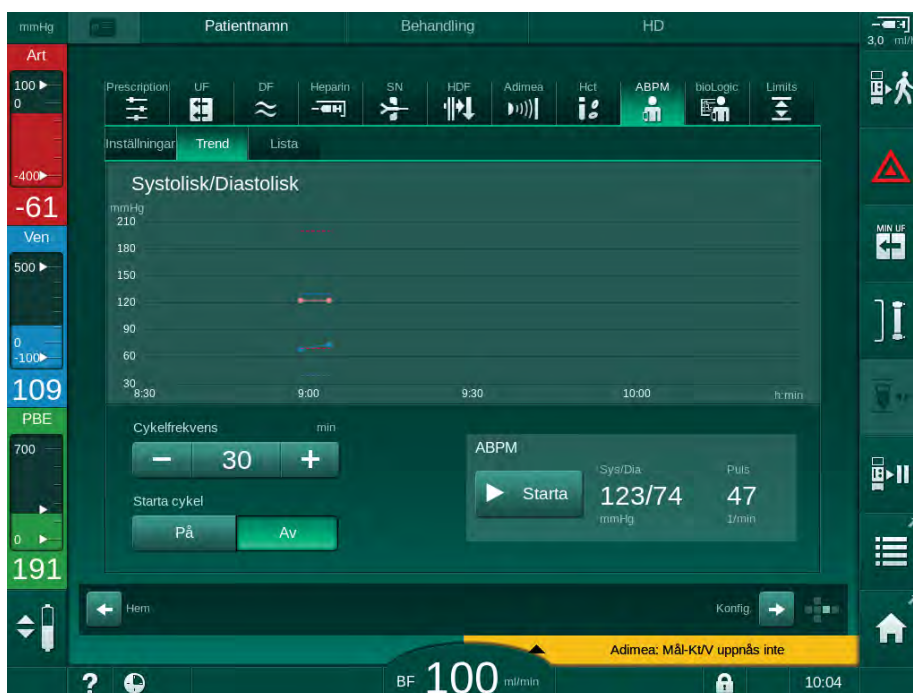 mmHg Patientnamn Behandling HD
3,0 ml/h
Art
100
0
-400
-61
Ven
500
0
-100
109
PBE
700
0
191
Prescription UF DF Heparin SN HDF Adimea Hct ABPM bioLogic Limits
Inställningar Trend Lista
Systolisk/Diastolisk
mmHg
210
180
150
120
90
60
30
8:30 9:00 9:30 10:00 h:min
Cykelfrekvens min
30
Starta cykel
På Av
ABPM
Starta
Sys/Dia Puls
123/74 47
mmHg 1/min
MIN UF
Hem Konfig.
Adimea: Mål-Kt/V uppnås inte
? BF 100 ml/min 10:04